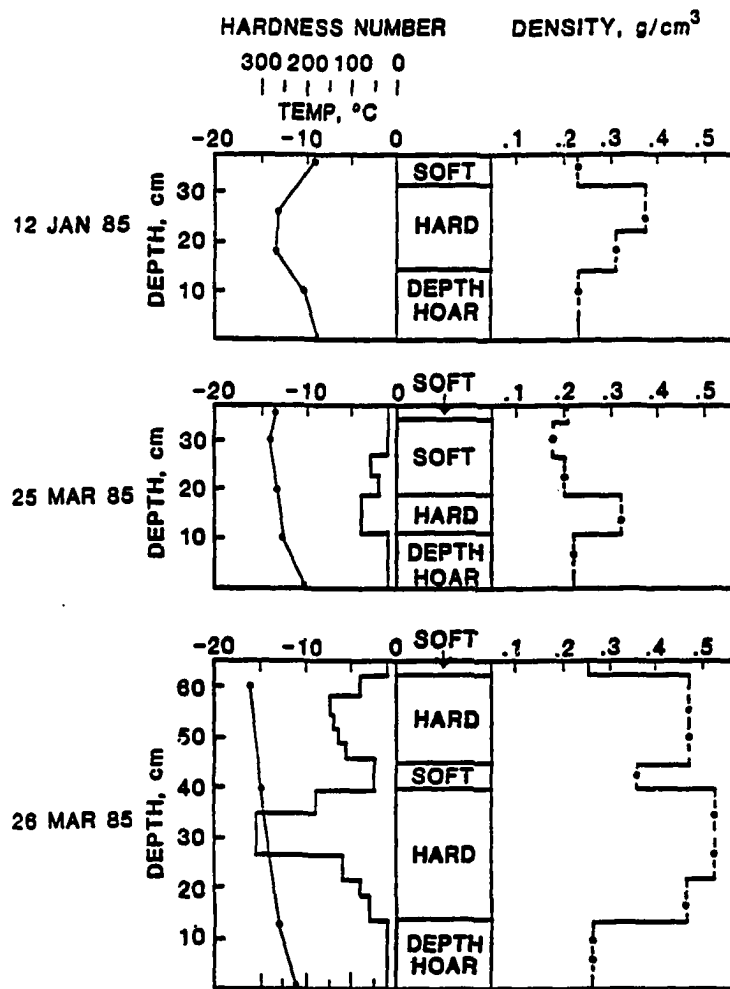 HARDNESS NUMBER DENSITY, g/cm³
300 200 100 0
TEMP, °C
-20 -10 0 .1 .2 .3 .4 .5
12 JAN 85
DEPTH, cm
30
20
10
SOFT
HARD
DEPTH
HOAR
-20 -10 0 SOFT .1 .2 .3 .4 .5
25 MAR 85
DEPTH, cm
30
20
10
SOFT
HARD
DEPTH
HOAR
-20 -10 0 SOFT .1 .2 .3 .4 .5
26 MAR 85
DEPTH, cm
60
50
40
30
20
10
HARD
SOFT
HARD
DEPTH
HOAR